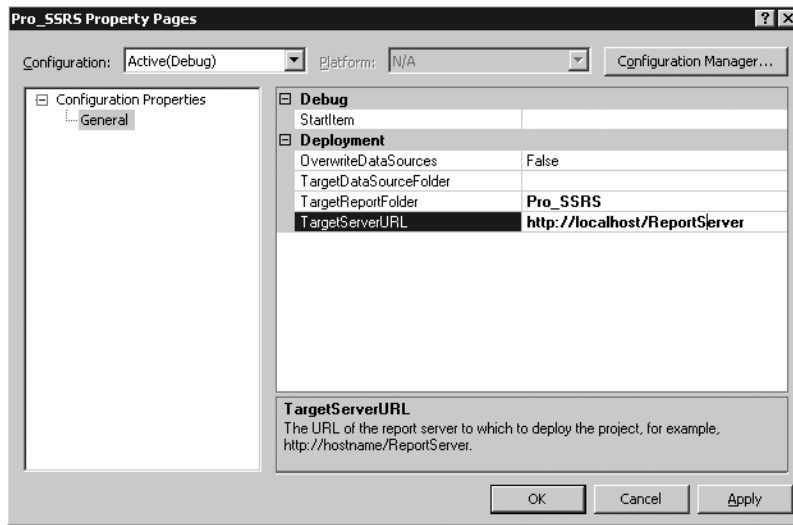 Pro_SSRS Property Pages
Configuration: Active(Debug) Platform: N/A Configuration Manager...
Configuration Properties
General
Debug
StartItem
Deployment
OverwriteDataSources False
TargetDataSourceFolder
TargetReportFolder Pro_SSRS
TargetServerURL http://localhost/ReportServer
TargetServerURL
The URL of the report server to which to deploy the project, for example,
http://hostname/ReportServer.
OK Cancel Apply